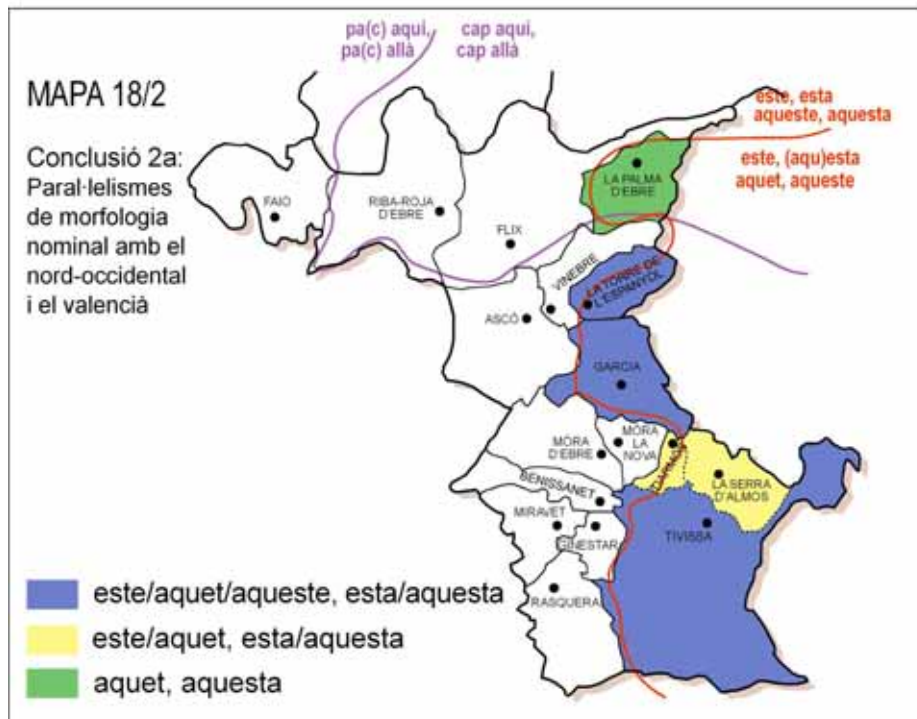 pa(c) aquí,
pa(c) allà
cap aquí,
cap allà
MAPA 18/2
este, esta
aqueste, aquesta
Conclusió 2a:
Paral·lelismes
de morfologia
nominal amb el
nord-occidental
i el valencià
este, (aqu)esta
aquet, aqueste
LA PALMA
D'EBRE
FAIÓ
RIBA-ROJA
D'EBRE
FLIX
VINEBRE
LA TORRE DE
L'ESPANYOL
ASCÓ
GARCIA
MÓRA
LA
NOVA
MÓRA
D'EBRE
DARMÓS
LA SERRA
D'ALMOS
BENISSANET
MIRAVET
GINESTAR
TIVISSA
RASQUERA
este/aquet/aqueste, esta/aquesta
este/aquet, esta/aquesta
aquet, aquesta